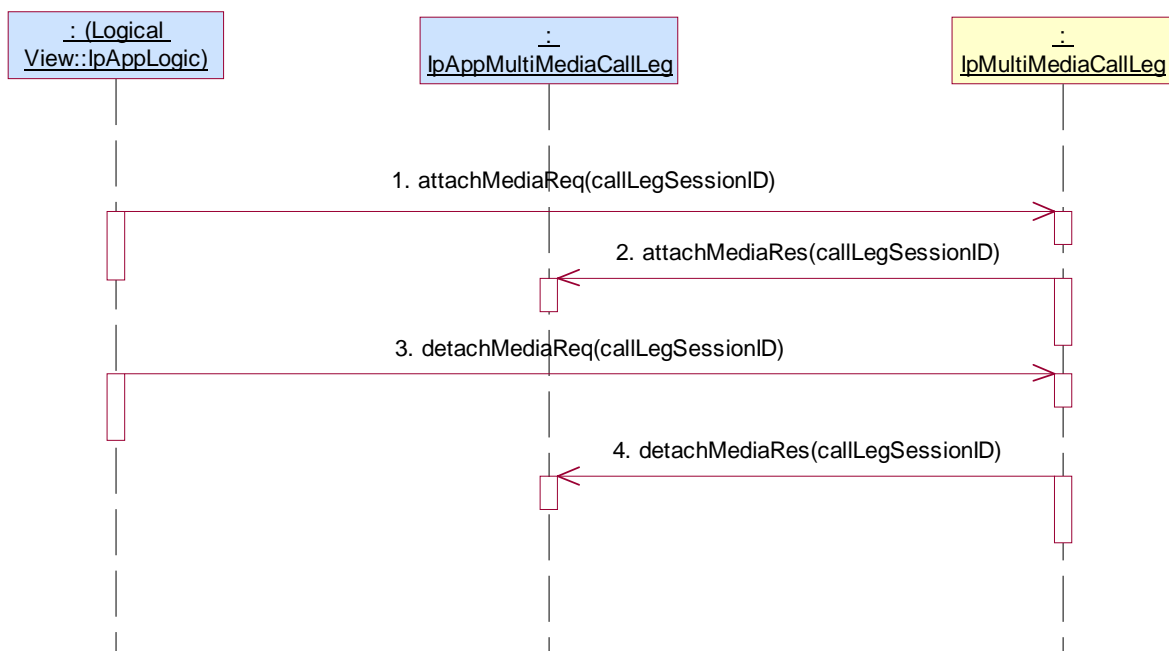 : (Logical
View::IpAppLogic)
:
IpAppMultiMediaCallLeg
:
IpMultiMediaCallLeg
1. attachMediaReq(callLegSessionID)
2. attachMediaRes(callLegSessionID)
3. detachMediaReq(callLegSessionID)
4. detachMediaRes(callLegSessionID)